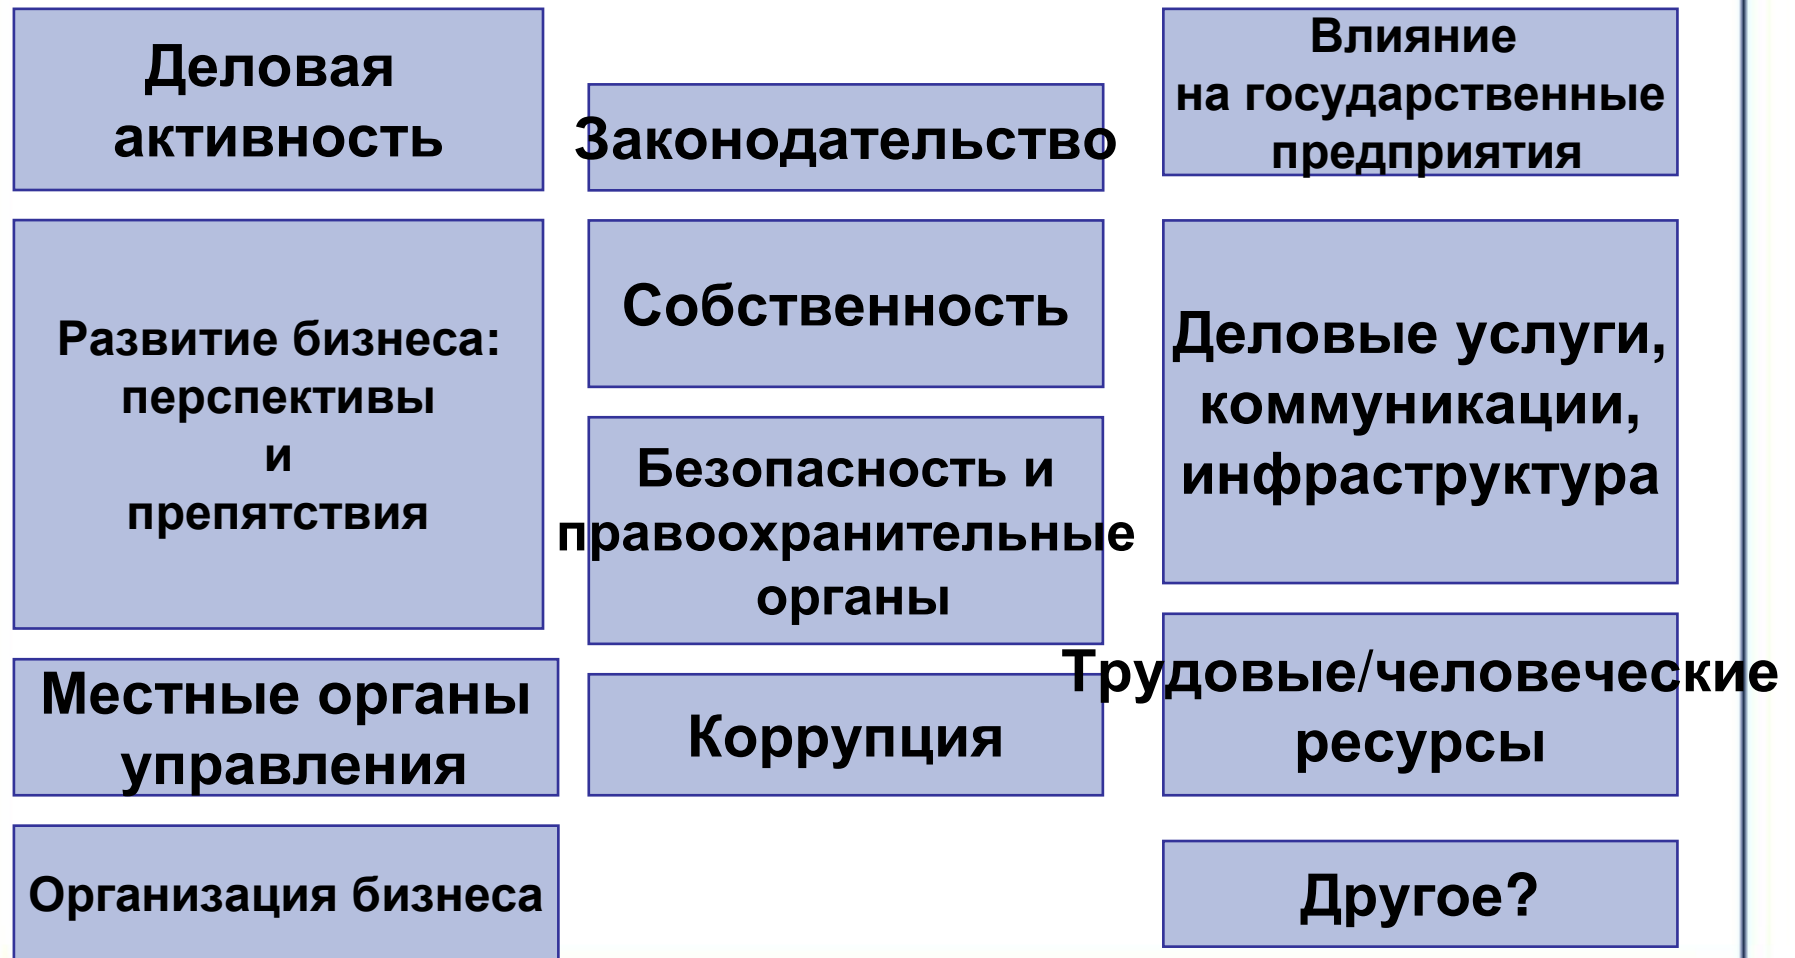 Деловая
активность
Развитие бизнеса:
перспективы
и
препятствия
Местные органы
управления
Организация бизнеса
Законодательство
Собственность
Безопасность и
правоохранительные
органы
Коррупция
Влияние
на государственные
предприятия
Деловые услуги,
коммуникации,
инфраструктура
Трудовые/человеческие
ресурсы
Другое?